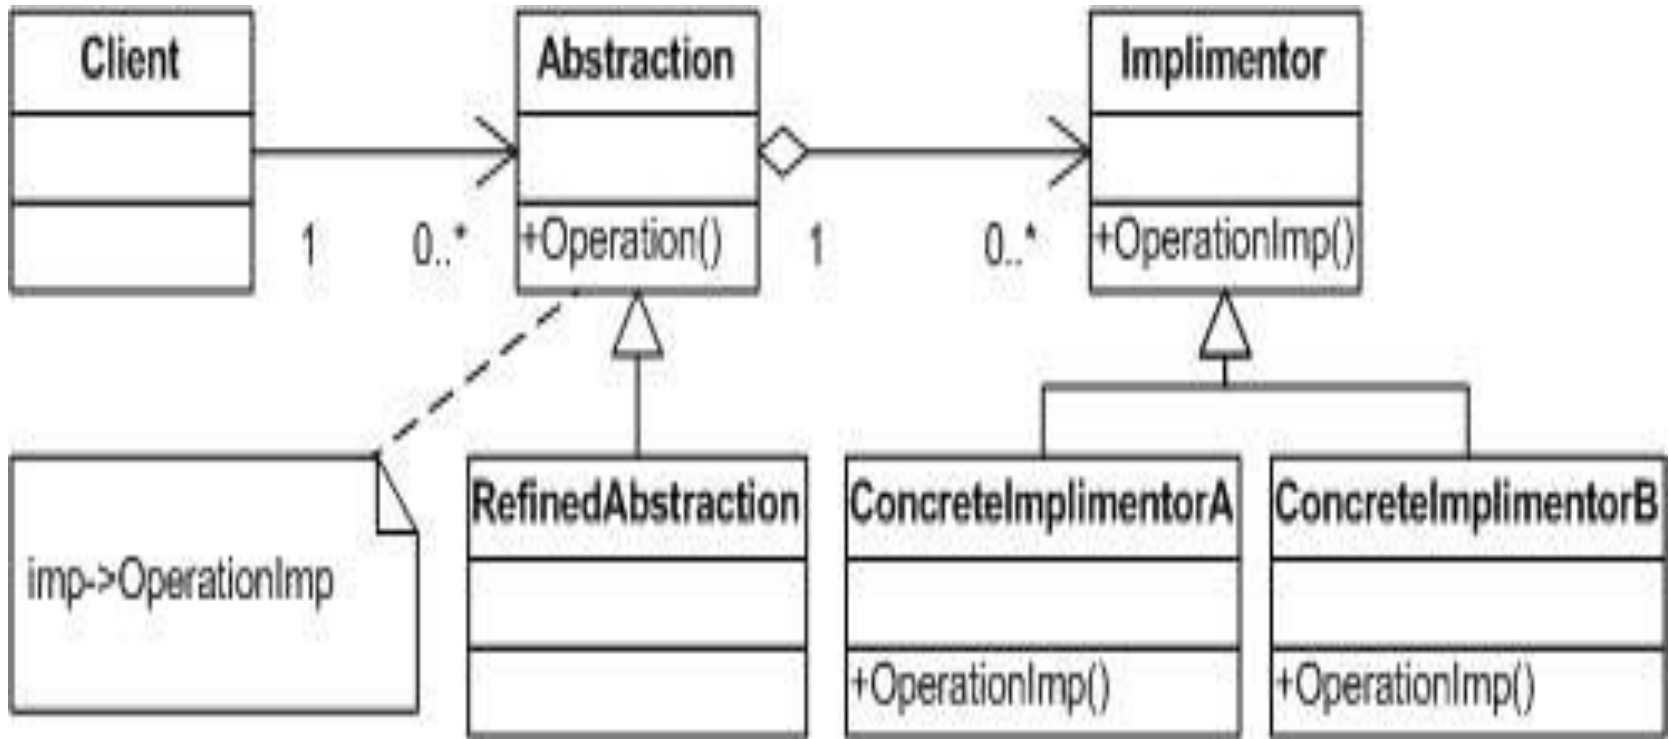 Client
Abstraction
Implimentor
1
0..*
+Operation()
1
0..*
+OperationImp()
imp->OperationImp
RefinedAbstraction
ConcreteImplimentorA
ConcreteImplimentorB
+OperationImp()
+OperationImp()